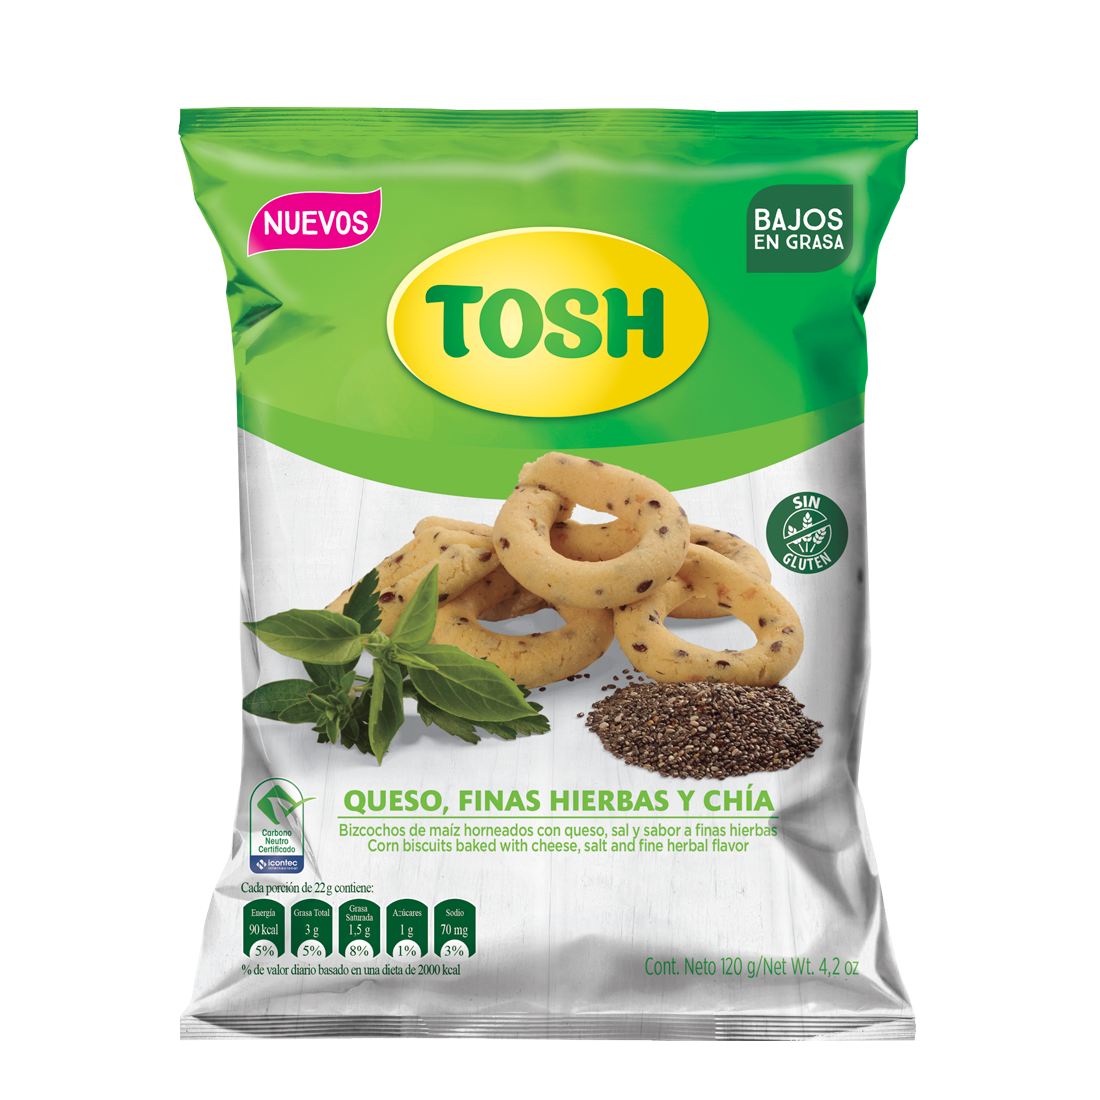 NUEVOS
BAJOS
EN GRASA
TOSH
SIN
GLUTEN
QUESO, FINAS HIERBAS Y CHÍA
Bizcochos de maíz horneados con queso, sal y sabor a finas hierbas
Corn biscuits baked with cheese, salt and fine herbal flavor
Carbono
Neutro
Certificado
icontec
internacional
Cada porción de 22 g contiene:
Energía
90 kcal
5%
Grasa Total
3 g
5%
Grasa
Saturada
1,5 g
8%
Azúcares
1 g
1%
Sodio
70 mg
3%
% de valor diario basado en una dieta de 2000 kcal
Cont. Neto 120 g/Net Wt. 4,2 oz